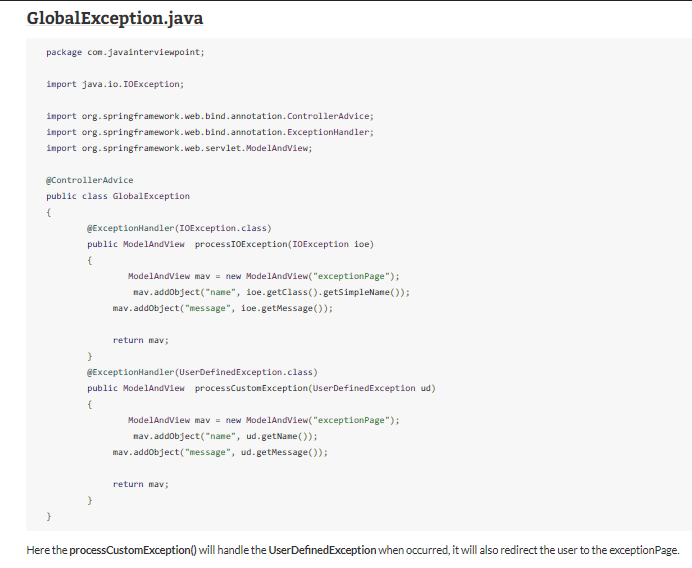 GlobalException.java
package com.javainterviewpoint;
import java.io.IOException;
import org.springframework.web.bind.annotation.ControllerAdvice;
import org.springframework.web.bind.annotation.ExceptionHandler;
import org.springframework.web.servlet.ModelAndView;
@ControllerAdvice
public class GlobalException
{
@ExceptionHandler(IOException.class)
public ModelAndView  processIOException(IOException ioe)
{
ModelAndView mav = new ModelAndView("exceptionPage");
mav.addObject("name", ioe.getClass().getSimpleName());
mav.addObject("message", ioe.getMessage());
return mav;
}
@ExceptionHandler(UserDefinedException.class)
public ModelAndView  processCustomException(UserDefinedException ud)
{
ModelAndView mav = new ModelAndView("exceptionPage");
mav.addObject("name", ud.getName());
mav.addObject("message", ud.getMessage());
return mav;
}
}
Here the processCustomException() will handle the UserDefinedException when occurred, it will also redirect the user to the exceptionPage.